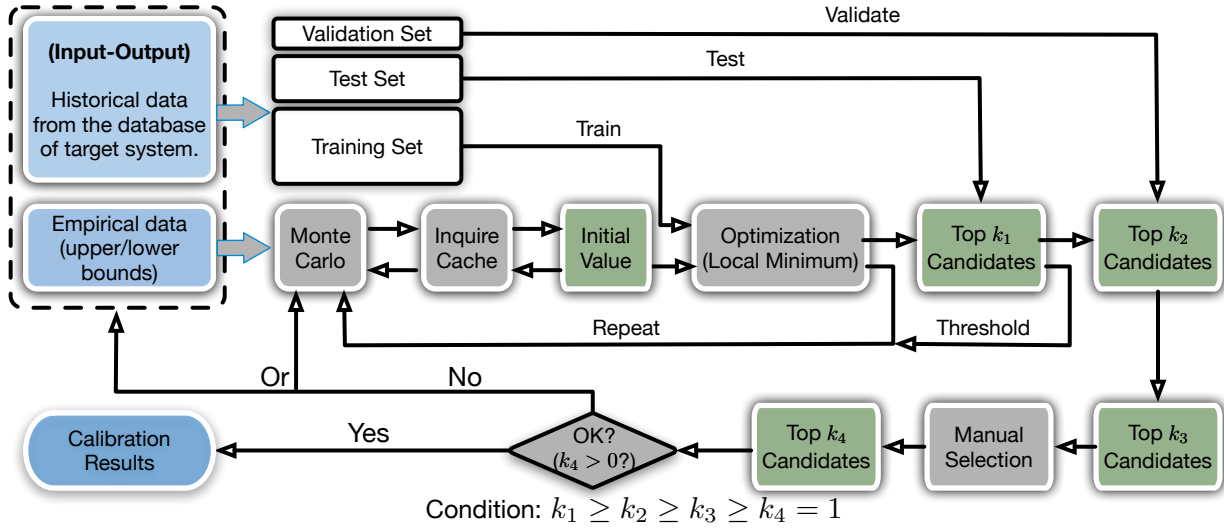 (Input-Output)
Historical data
from the database
of target system.
Empirical data
(upper/lower
bounds)
Validation Set
Test Set
Training Set
Validate
Test
Train
Monte
Carlo
Inquire
Cache
Initial
Value
Optimization
(Local Minimum)
Top k₁
Candidates
Top k₂
Candidates
Repeat
Threshold
Or
No
Yes
Calibration
Results
OK?
(k₄ > 0?)
Top k₄
Candidates
Manual
Selection
Top k₃
Candidates
Condition: k₁ ≥ k₂ ≥ k₃ ≥ k₄ = 1